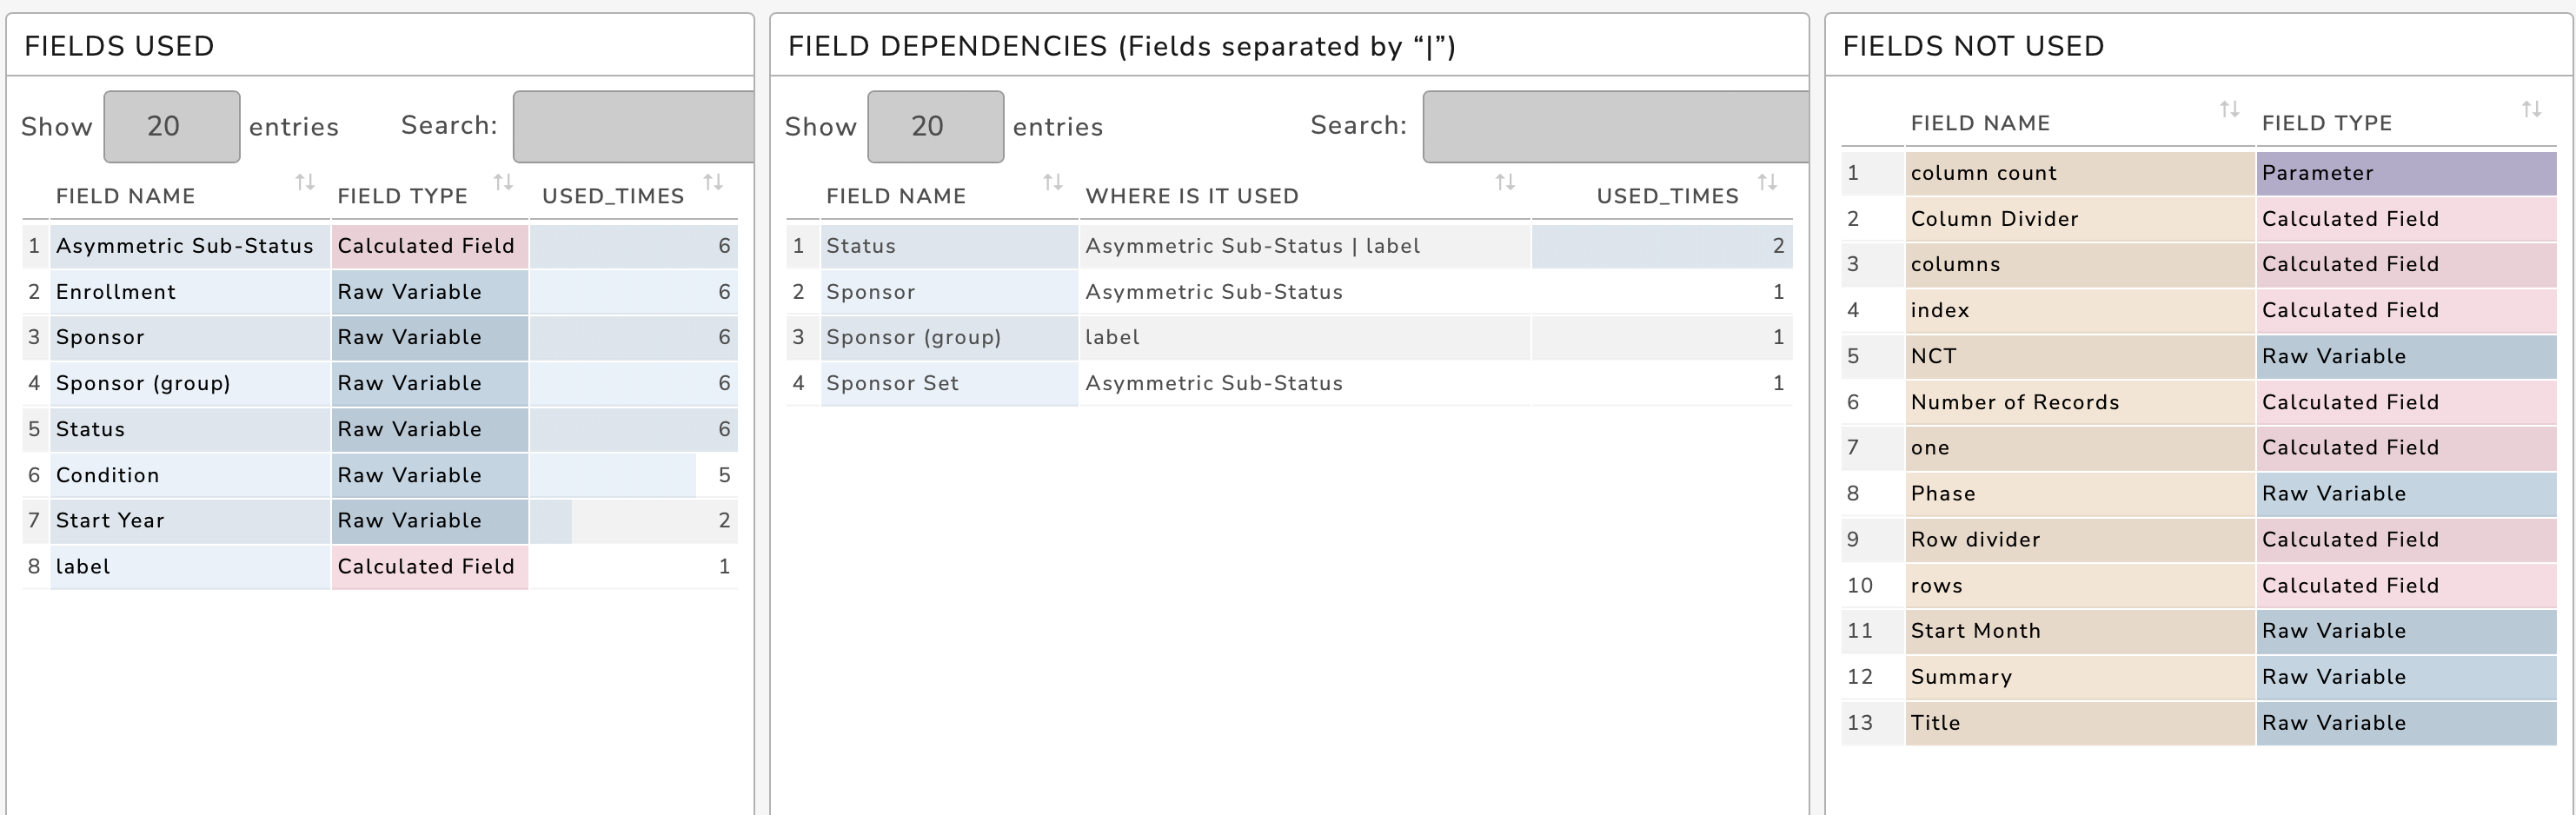 FIELDS USED
Show 20 entries Search:
FIELD NAME FIELD TYPE USED_TIMES
1 Asymmetric Sub-Status Calculated Field 6
2 Enrollment Raw Variable 6
3 Sponsor Raw Variable 6
4 Sponsor (group) Raw Variable 6
5 Status Raw Variable 6
6 Condition Raw Variable 5
7 Start Year Raw Variable 2
8 label Calculated Field 1
FIELD DEPENDENCIES (Fields separated by “|”)
Show 20 entries Search:
FIELD NAME WHERE IS IT USED USED_TIMES
1 Status Asymmetric Sub-Status | label 2
2 Sponsor Asymmetric Sub-Status 1
3 Sponsor (group) label 1
4 Sponsor Set Asymmetric Sub-Status 1
FIELDS NOT USED
FIELD NAME FIELD TYPE
1 column count Parameter
2 Column Divider Calculated Field
3 columns Calculated Field
4 index Calculated Field
5 NCT Raw Variable
6 Number of Records Calculated Field
7 one Calculated Field
8 Phase Raw Variable
9 Row divider Calculated Field
10 rows Calculated Field
11 Start Month Raw Variable
12 Summary Raw Variable
13 Title Raw Variable